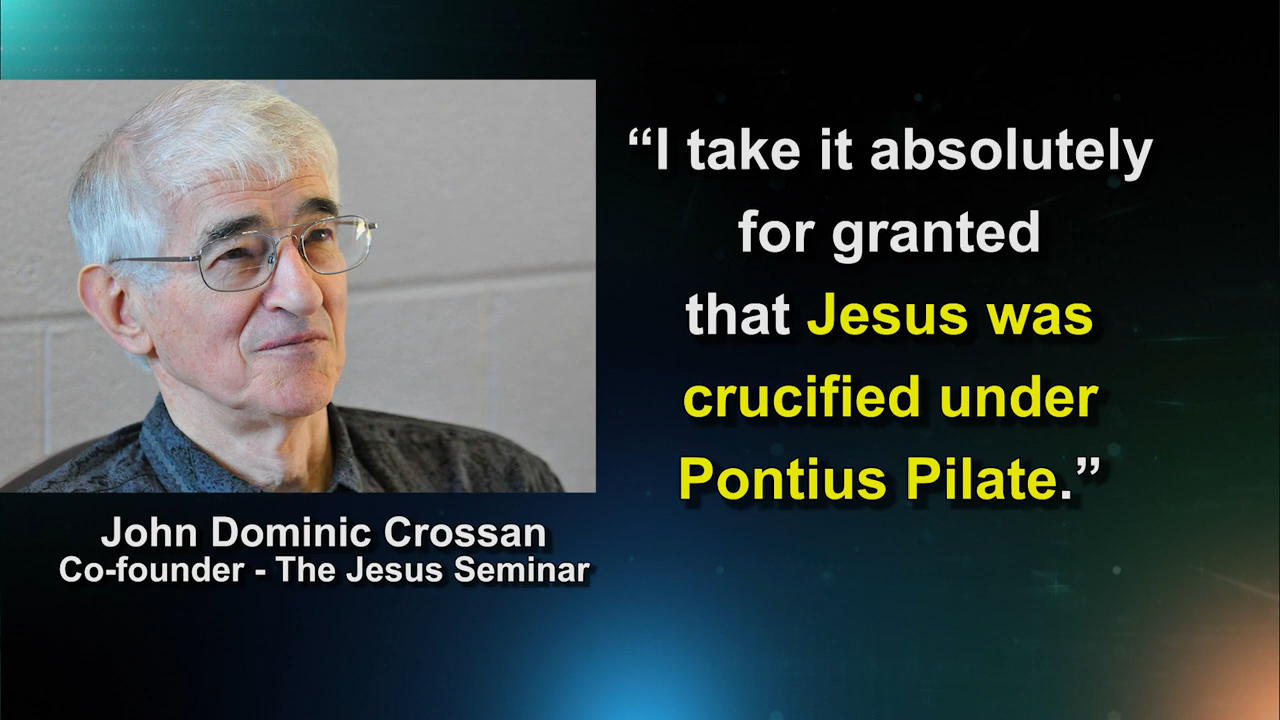 “I take it absolutely
for granted
that Jesus was
crucified under
Pontius Pilate.”
John Dominic Crossan
Co-founder - The Jesus Seminar